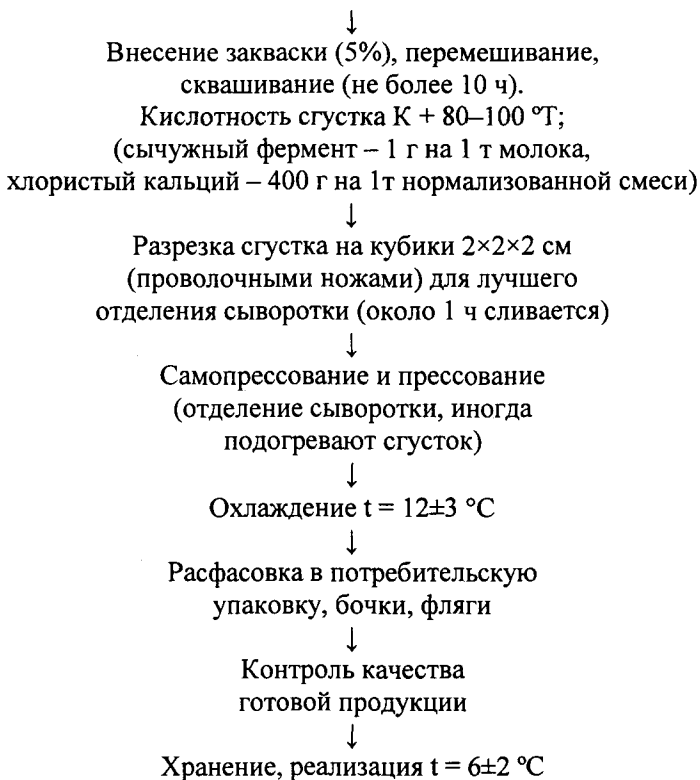 Внесение закваски (5%), перемешивание,
сквашивание (не более 10 ч).
Кислотность сгустка К + 80–100 °Т;
(сычужный фермент – 1 г на 1 т молока,
хлористый кальций – 400 г на 1т нормализованной смеси)
Разрезка сгустка на кубики 2×2×2 см
(проволочными ножами) для лучшего
отделения сыворотки (около 1 ч сливается)
Самопрессование и прессование
(отделение сыворотки, иногда
подогревают сгусток)
Охлаждение t = 12±3 °С
Расфасовка в потребительскую
упаковку, бочки, фляги
Контроль качества
готовой продукции
Хранение, реализация t = 6±2 °С